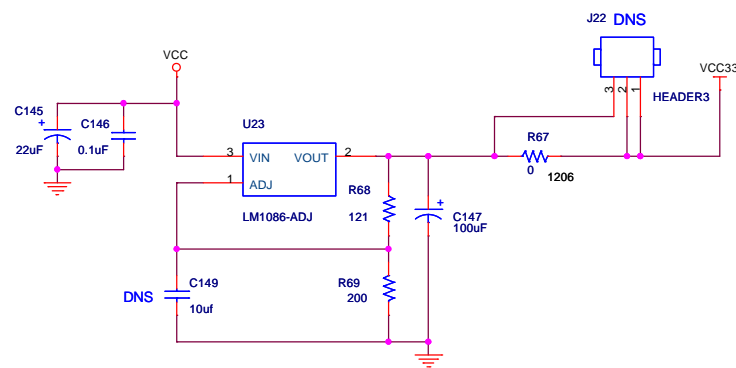 J22 DNS
VCC
VCC33
3
2
1
HEADER3
C145
+
22uF
C146
0.1uF
U23
3
VIN
VOUT
2
1
ADJ
LM1086-ADJ
R67
0
1206
R68
121
+
C147
100uF
C149
DNS
10uf
R69
200